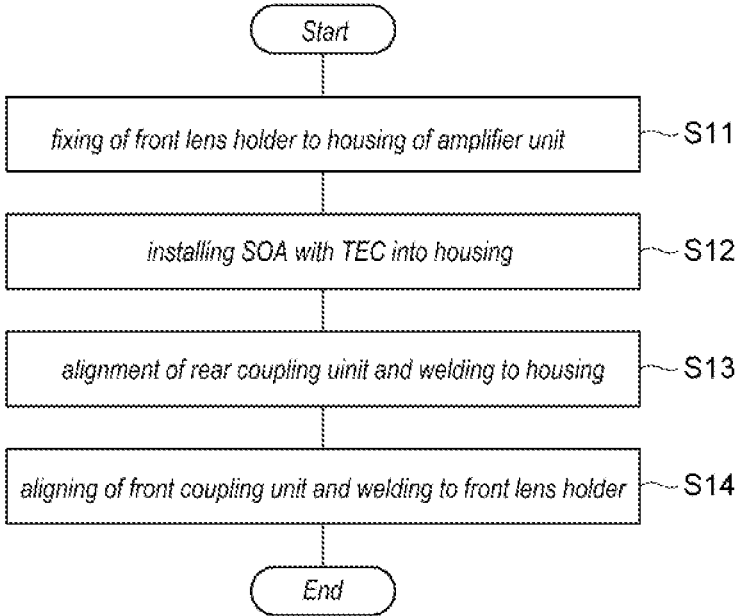 Start
fixing of front lens holder to housing of amplifier unit
S11
installing SOA with TEC into housing
S12
alignment of rear coupling uinit and welding to housing
S13
aligning of front coupling unit and welding to front lens holder
S14
End